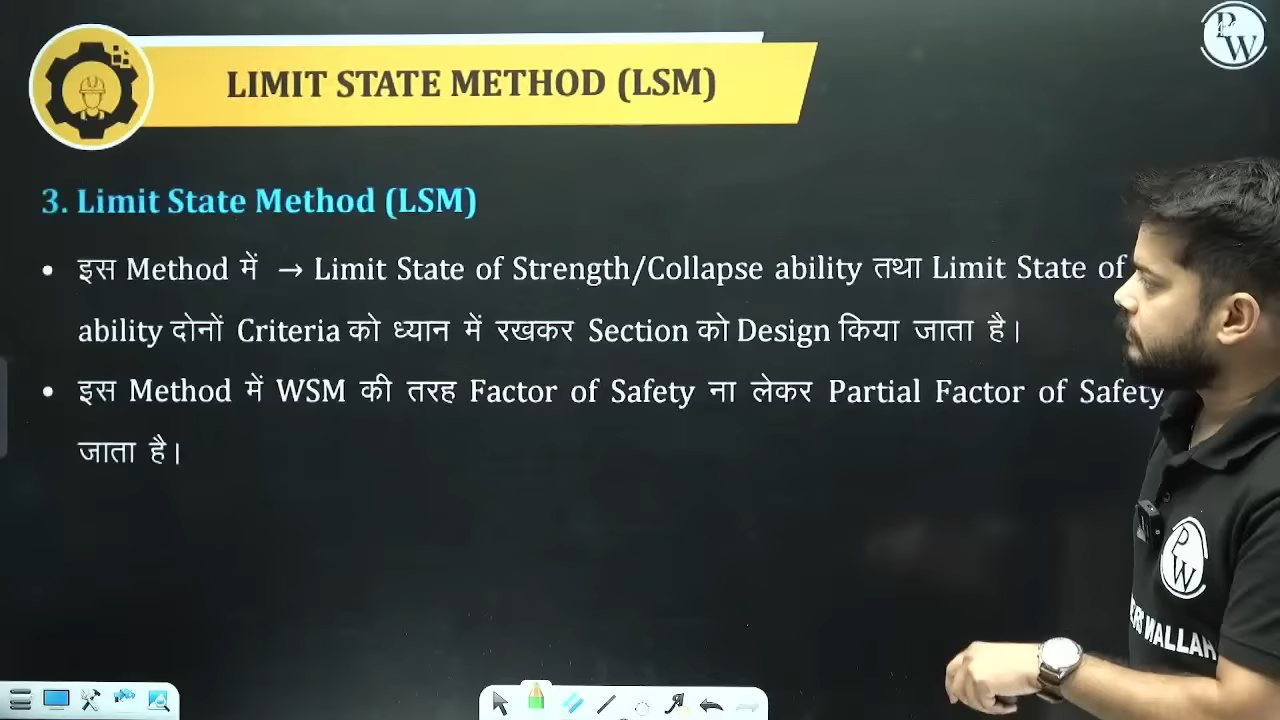 LIMIT STATE METHOD (LSM)
PW
3. Limit State Method (LSM)
• इस Method में → Limit State of Strength/Collapse ability तथा Limit State of
ability दोनों Criteria को ध्यान में रखकर Section को Design किया जाता है।
• इस Method में WSM की तरह Factor of Safety ना लेकर Partial Factor of Safety
जाता है।
PW
WALLAH